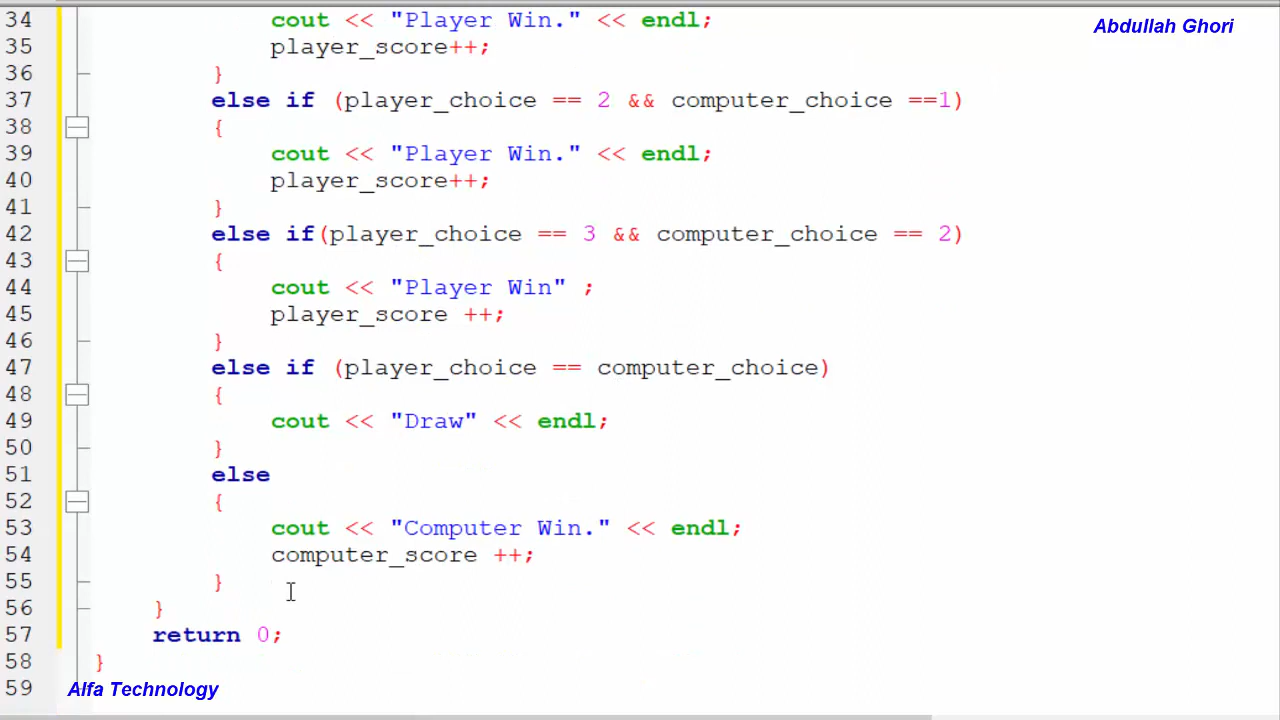 Abdullah Ghori
34 cout << "Player Win." << endl;
35 player_score++;
36 }
37 else if (player_choice == 2 && computer_choice ==1)
38 {
39 cout << "Player Win." << endl;
40 player_score++;
41 }
42 else if(player_choice == 3 && computer_choice == 2)
43 {
44 cout << "Player Win" ;
45 player_score ++;
46 }
47 else if (player_choice == computer_choice)
48 {
49 cout << "Draw" << endl;
50 }
51 else
52 {
53 cout << "Computer Win." << endl;
54 computer_score ++;
55 }
56 }
57 return 0;
58 }
59
Alfa Technology